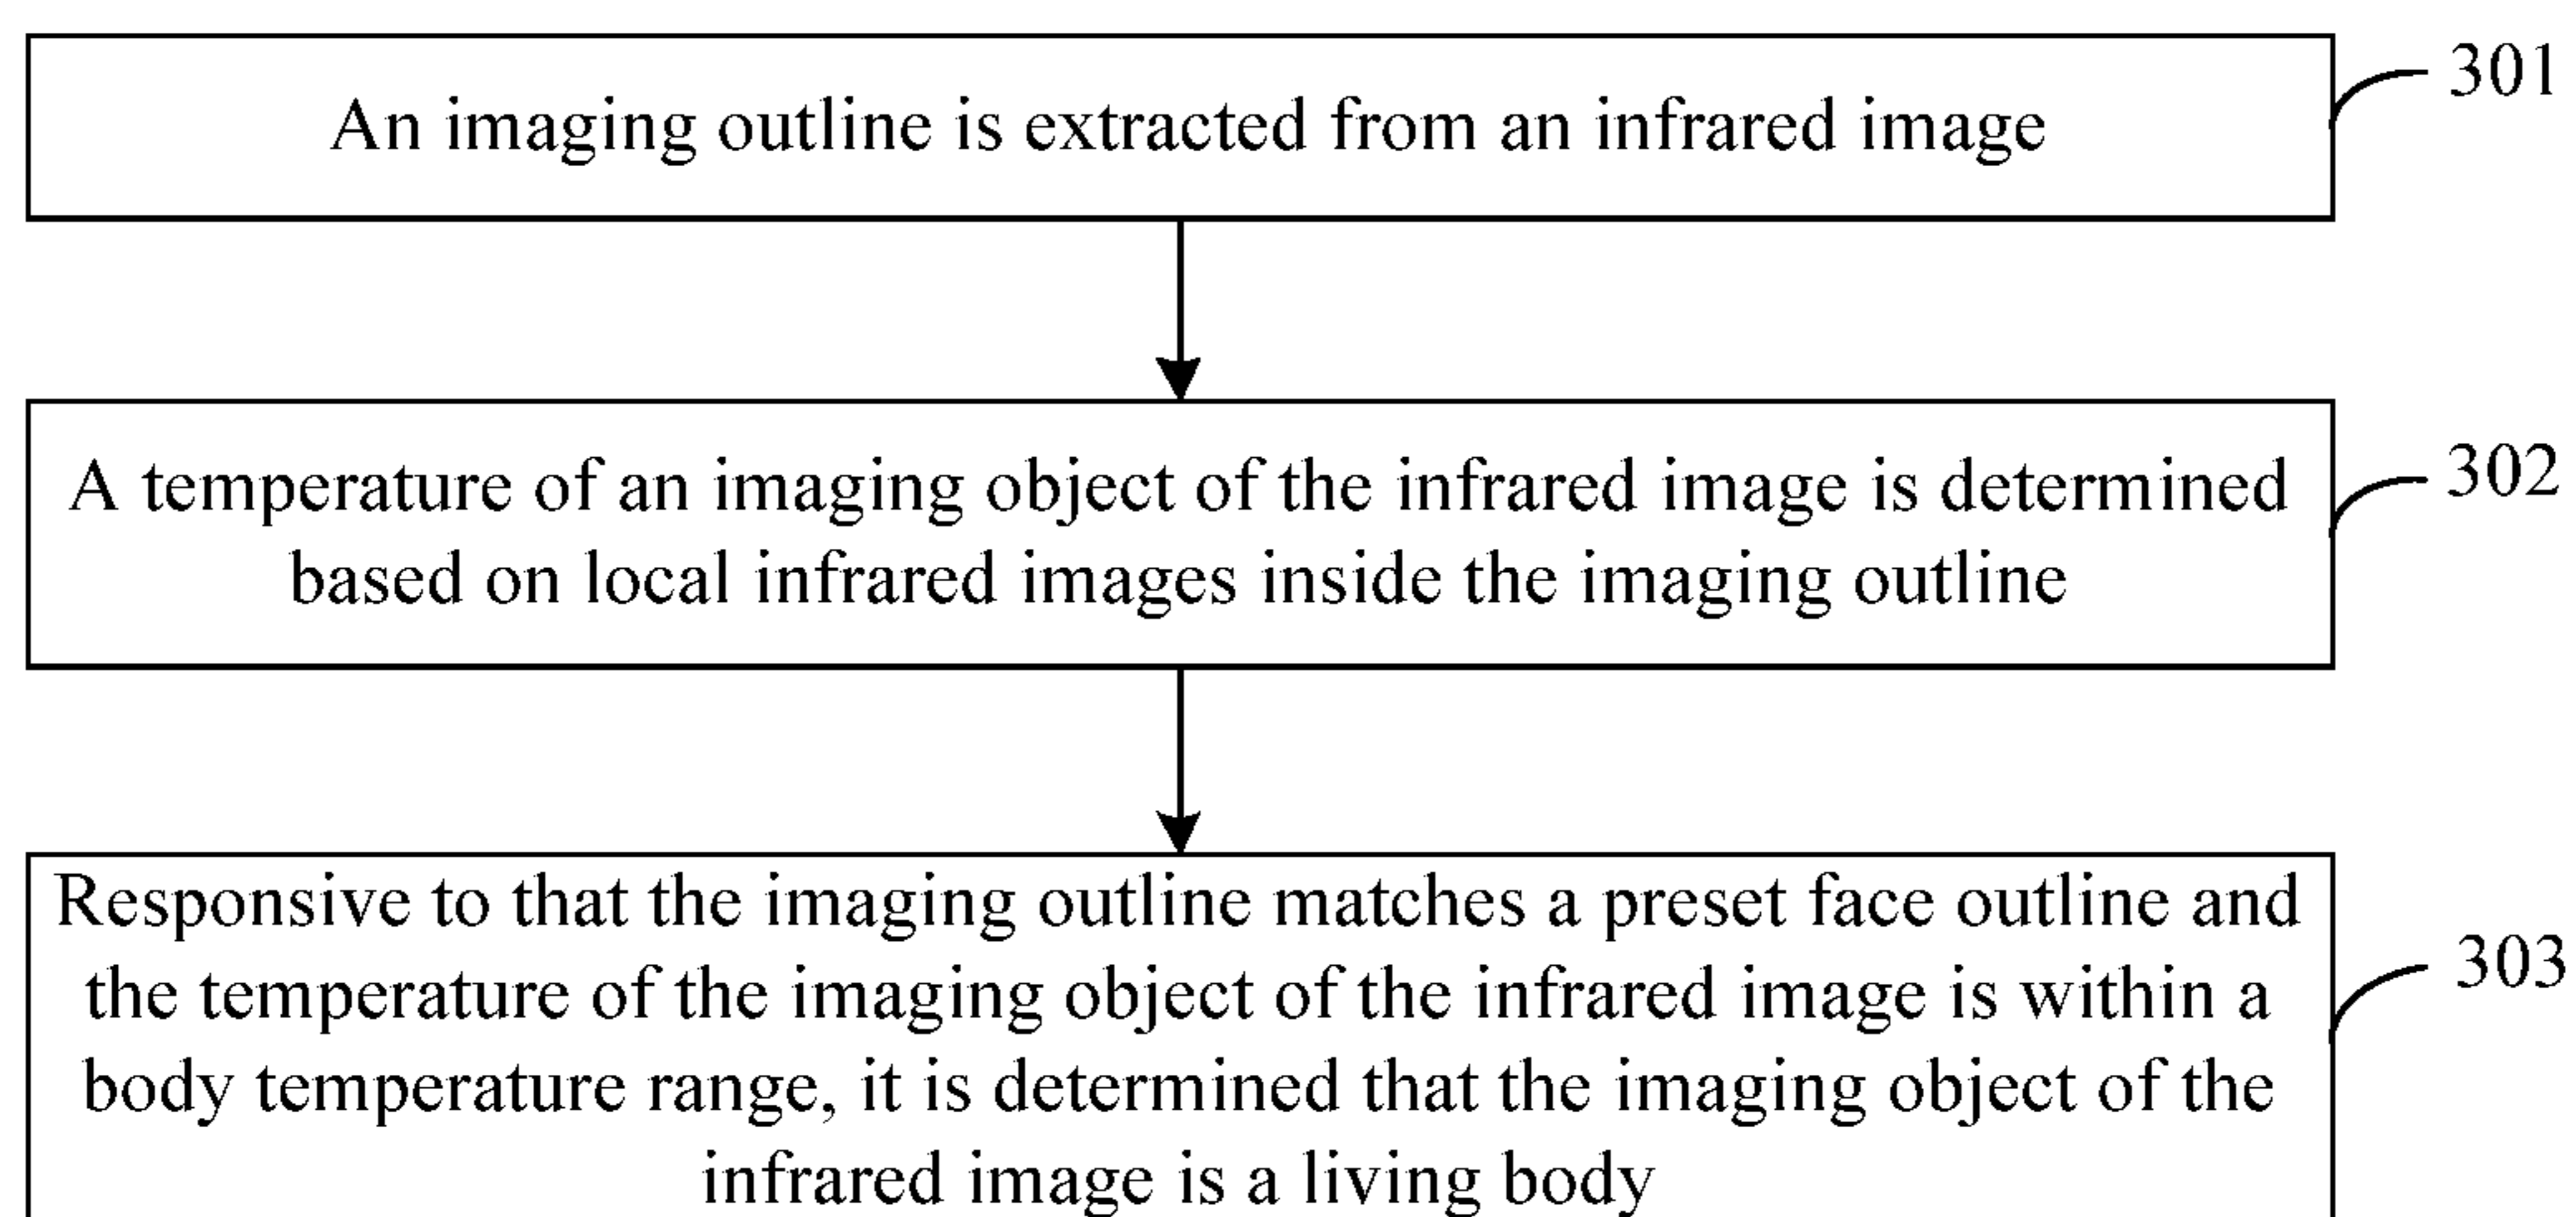 An imaging outline is extracted from an infrared image
301
A temperature of an imaging object of the infrared image is determined
based on local infrared images inside the imaging outline
302
Responsive to that the imaging outline matches a preset face outline and
the temperature of the imaging object of the infrared image is within a
body temperature range, it is determined that the imaging object of the
infrared image is a living body
303